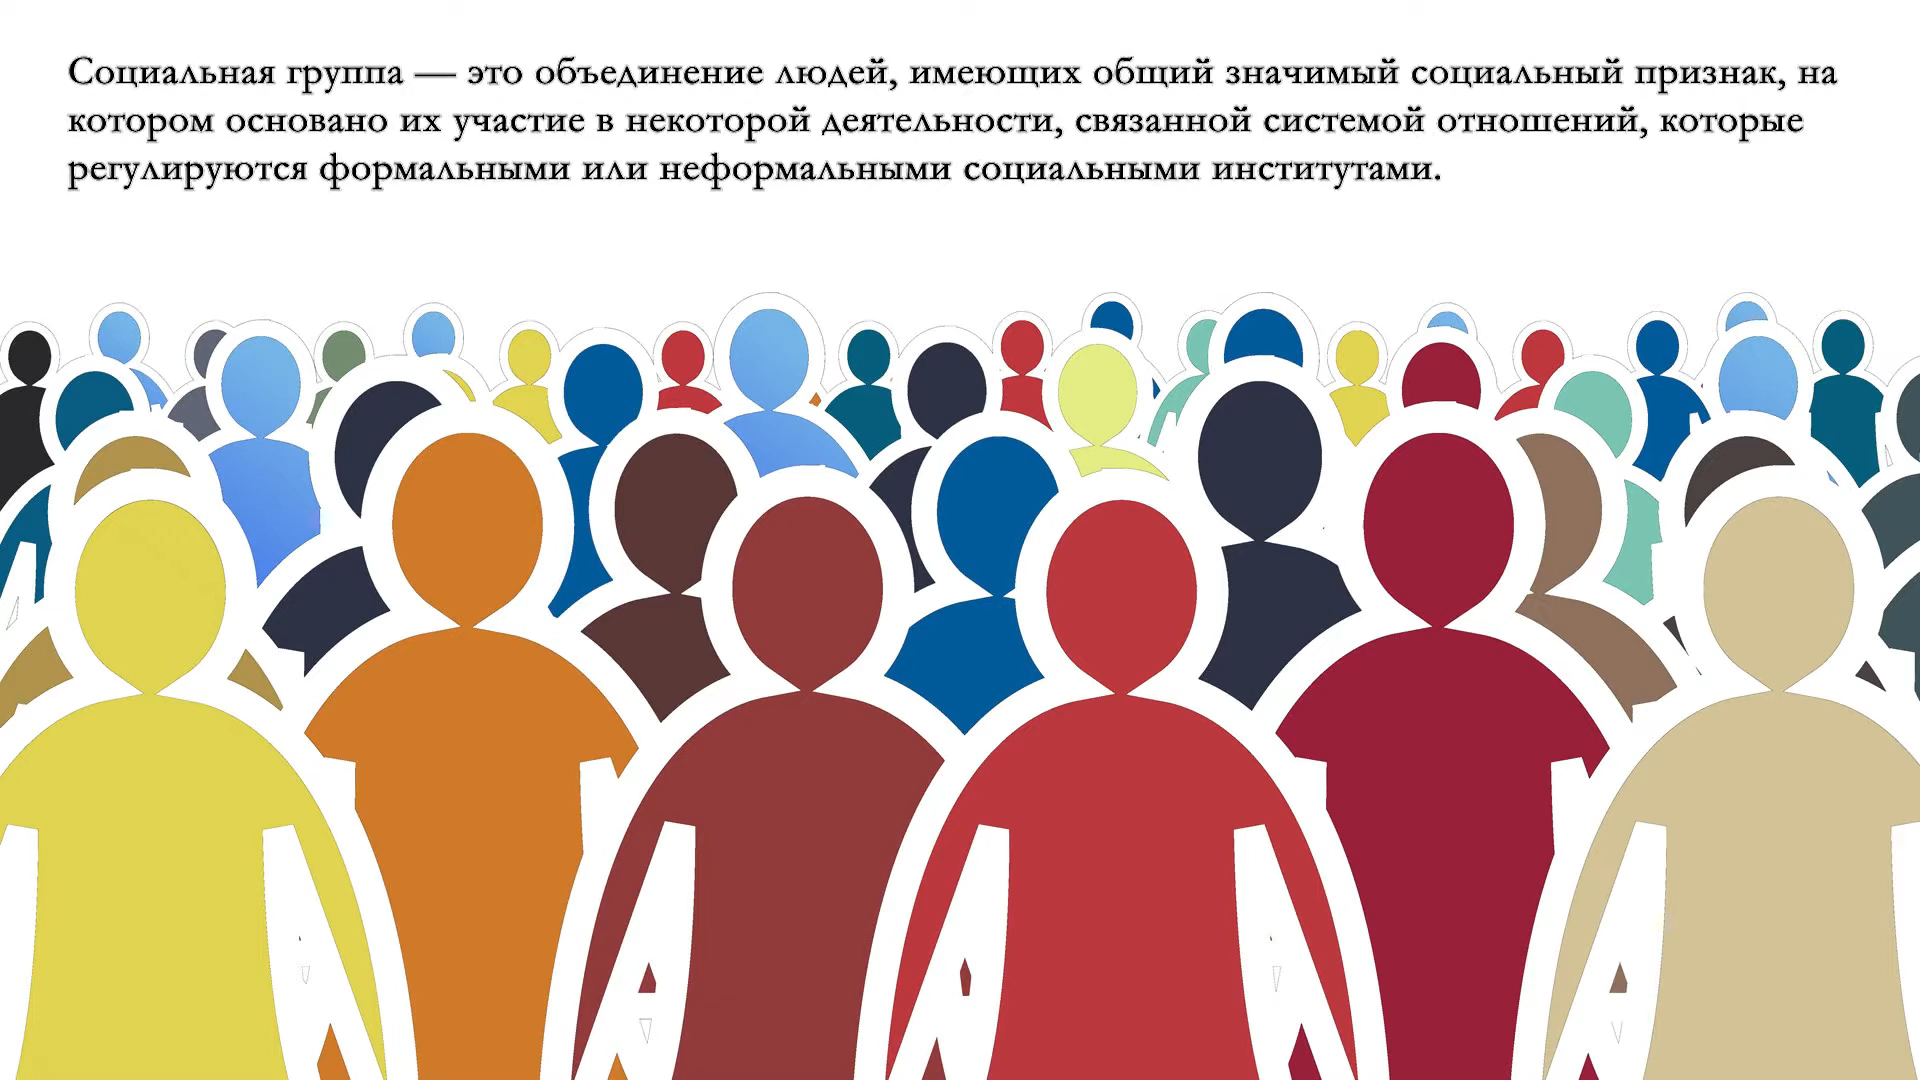 Социальная группа — это объединение людей, имеющих общий значимый социальный признак, на
котором основано их участие в некоторой деятельности, связанной системой отношений, которые
регулируются формальными или неформальными социальными институтами.